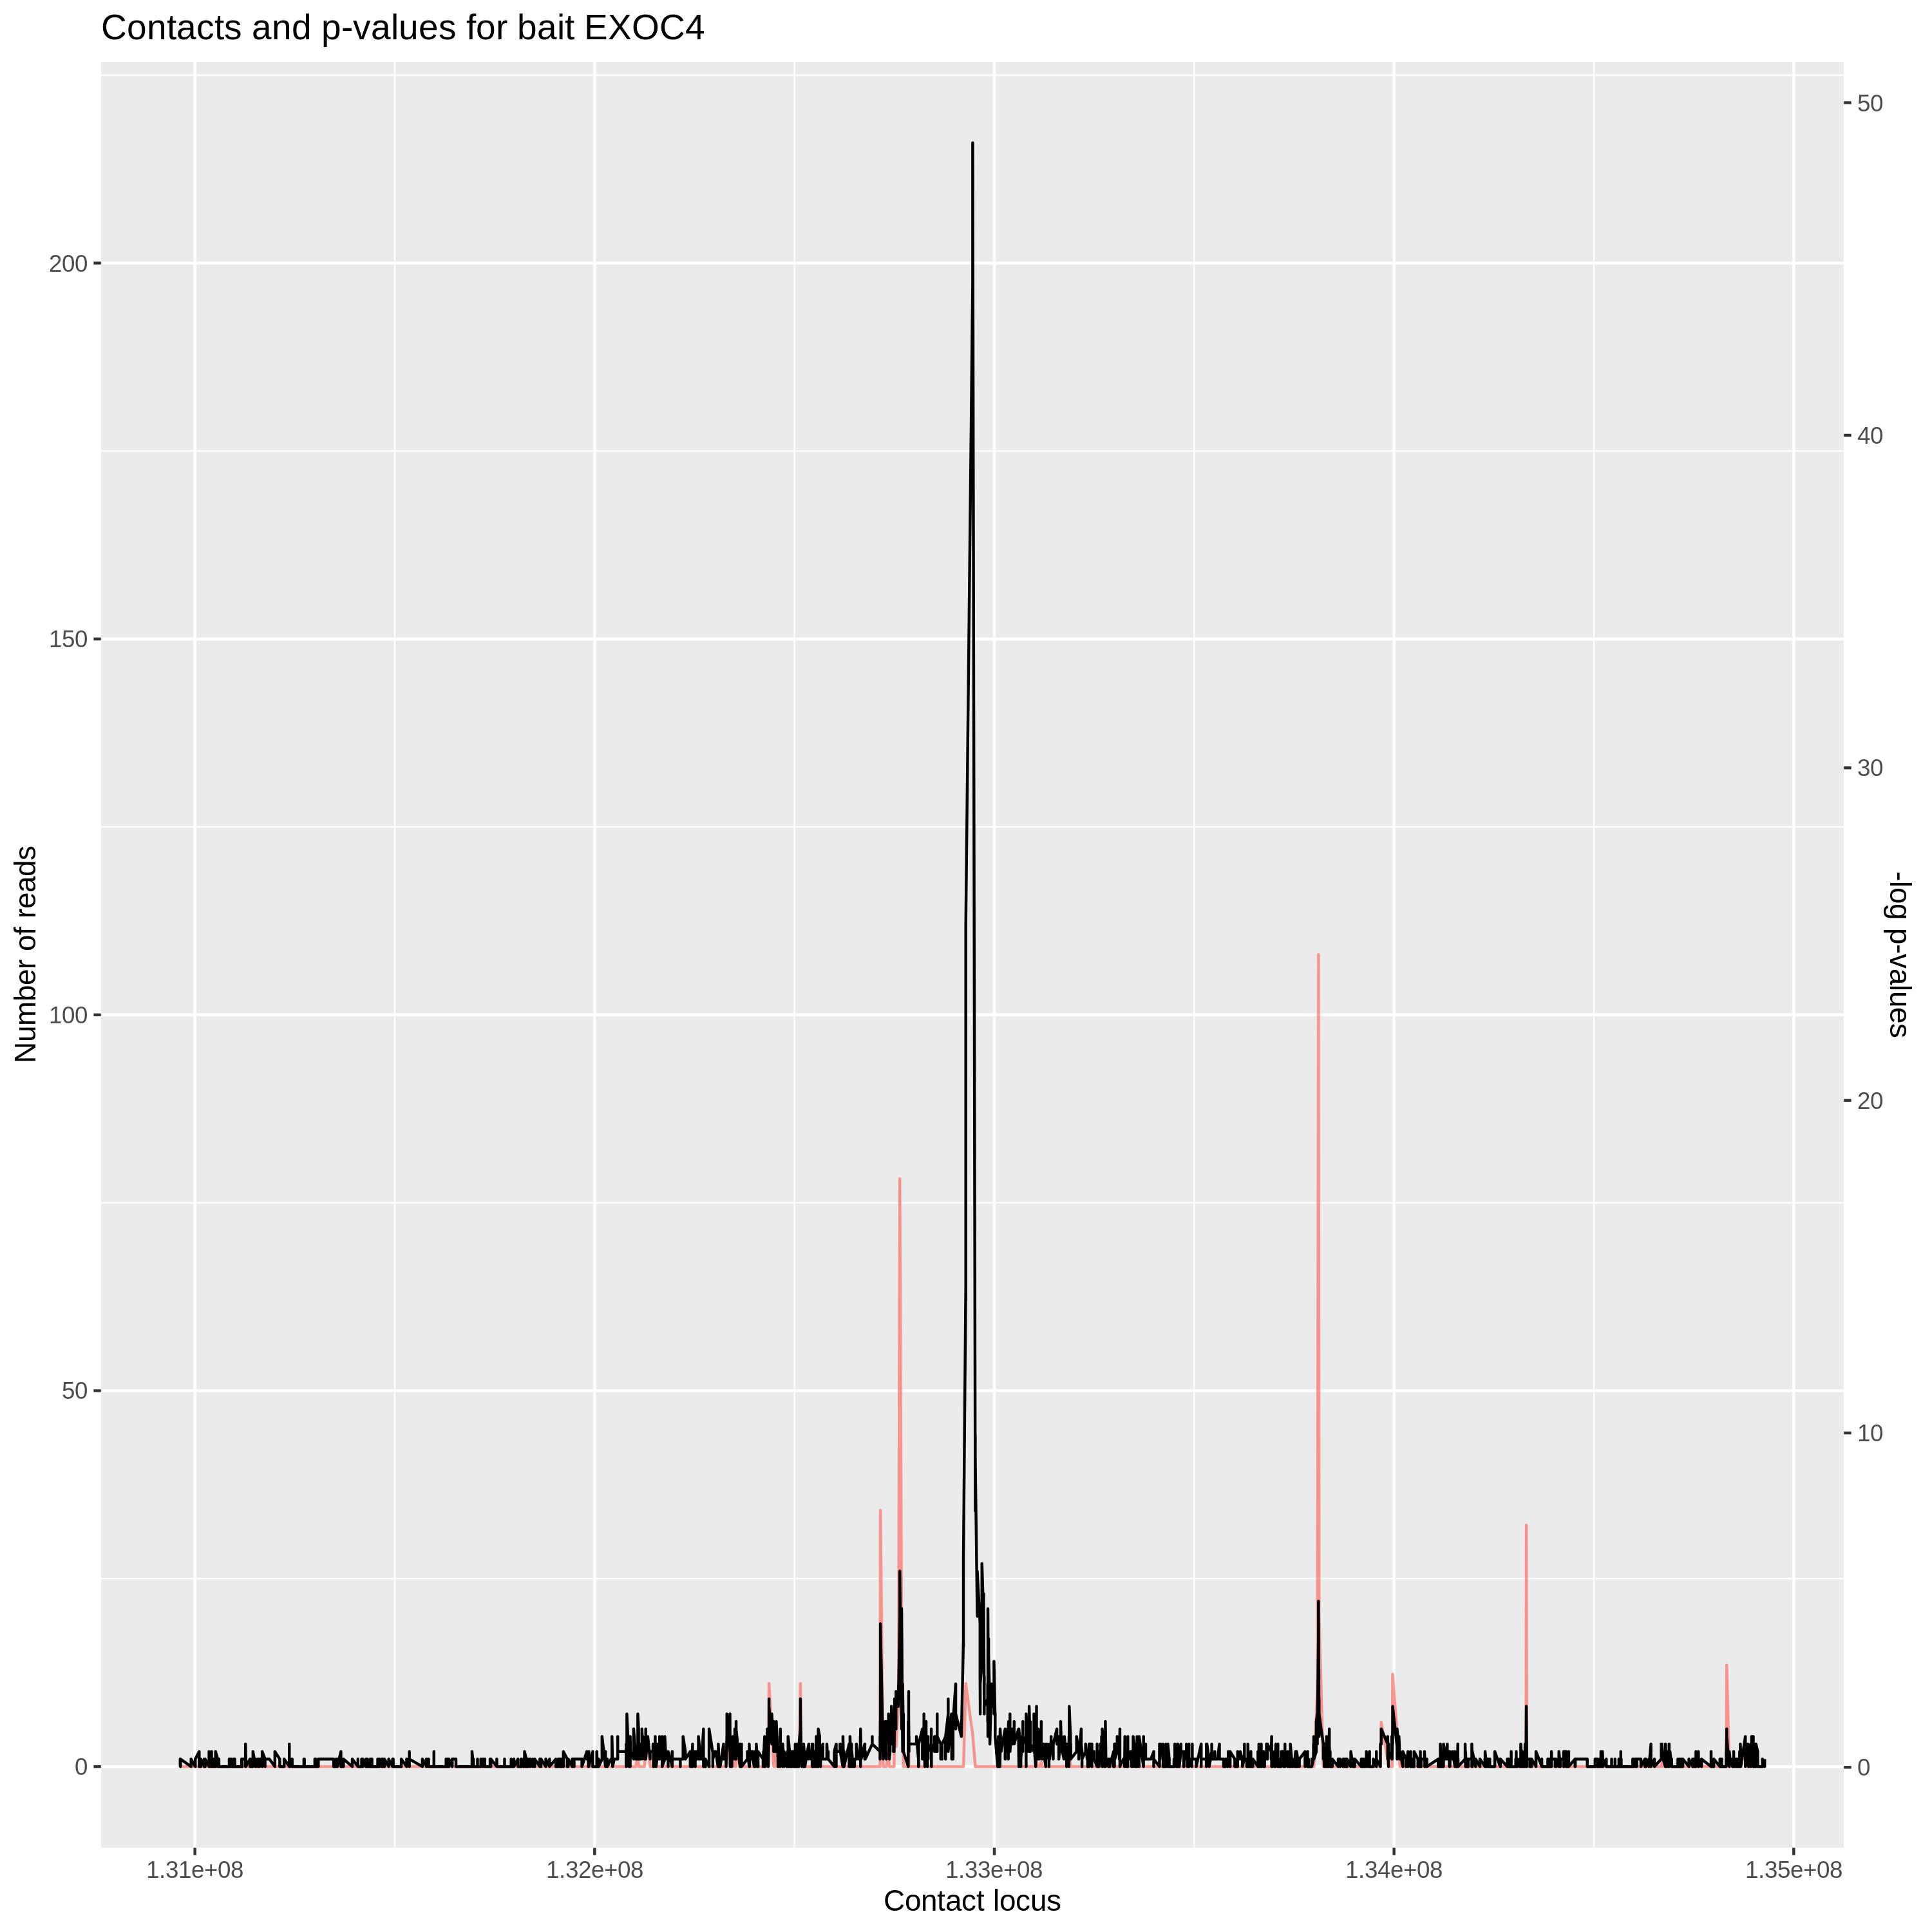 Contacts and p-values for bait EXOC4
Number of reads
200
150
100
50
0
50
40
30
20
10
0
-log p-values
1.31e+08 1.32e+08 1.33e+08 1.34e+08 1.35e+08
Contact locus